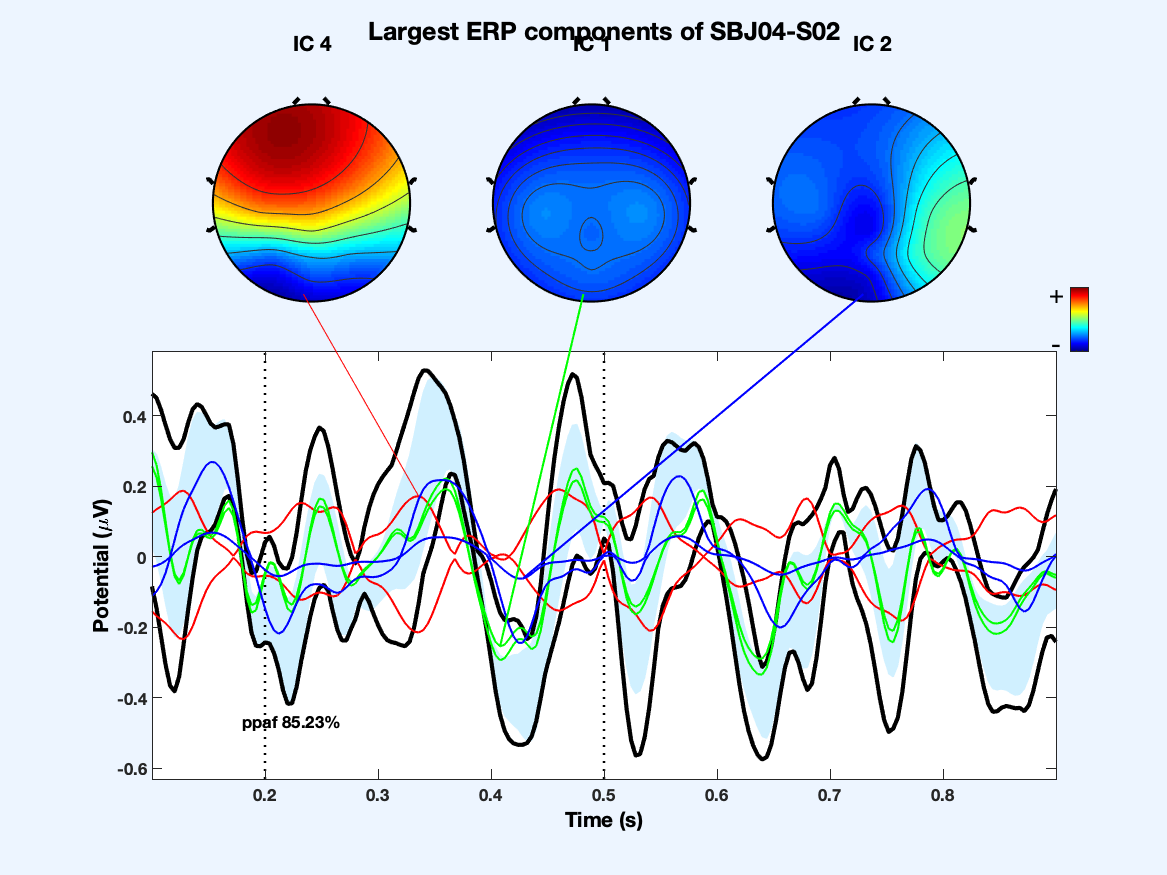 Largest ERP components of SBJ04-S02
IC 4
IC 1
IC 2
+
-
0.4
0.2
0
-0.2
-0.4
-0.6
Potential (μV)
ppaf 85.23%
0.2
0.3
0.4
0.5
0.6
0.7
0.8
Time (s)